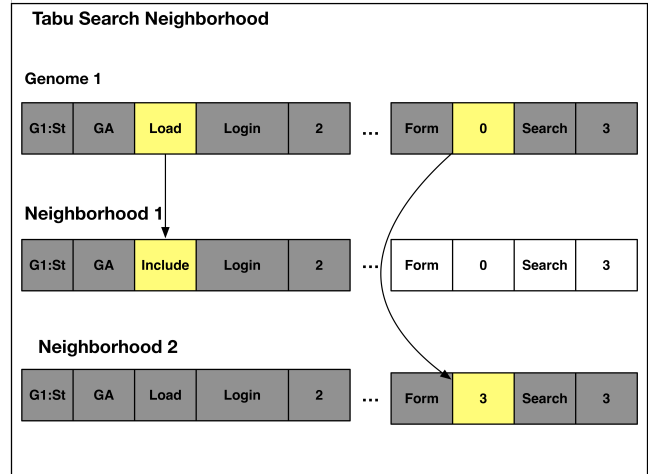 Tabu Search Neighborhood
Genome 1
G1:St GA Load Login 2 ... Form 0 Search 3
Neighborhood 1
G1:St GA Include Login 2 ... Form 0 Search 3
Neighborhood 2
G1:St GA Load Login 2 ... Form 3 Search 3